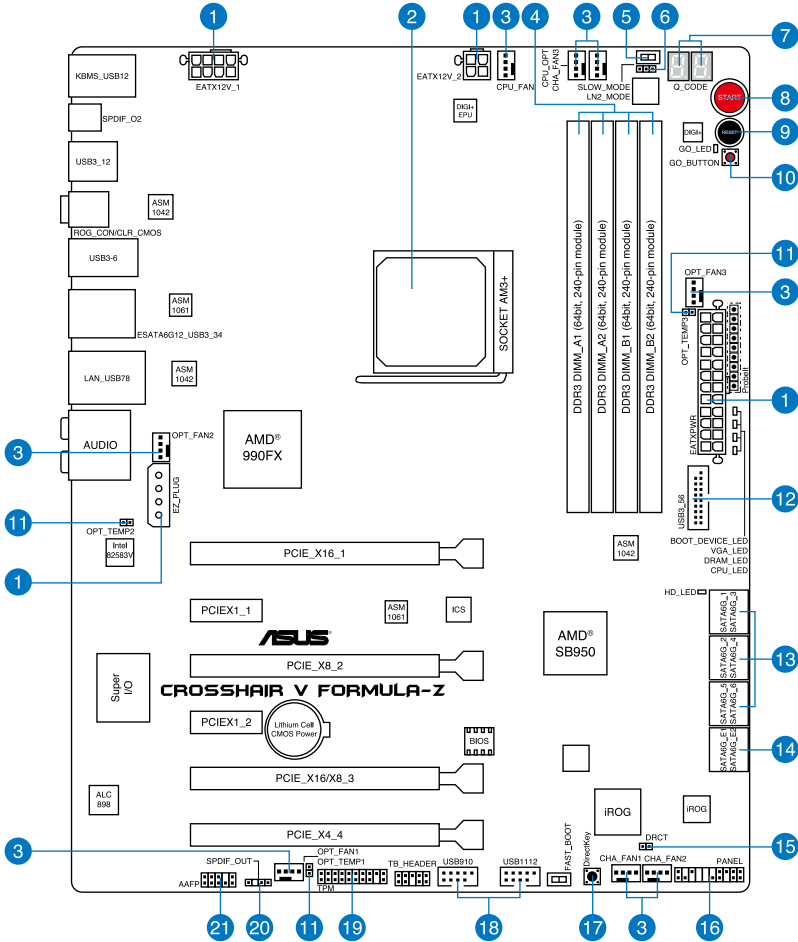 1
2
1
3
4
3
5
6
7
KBMS_USB12
EATX12V_1
EATX12V_2
CPU_FAN
CPU_OPT
CHA_FAN3
SLOW_MODE
LN2_MODE
Q_CODE
START
8
SPDIF_O2
DIGI+
EPU
DIGI+
RESET
9
GO_LED
GO_BUTTON
10
USB3_12
ASM
1042
ROG_CON/CLR_CMOS
USB3-6
SOCKET AM3+
DDR3 DIMM_A1 (64bit, 240-pin module)
DDR3 DIMM_A2 (64bit, 240-pin module)
DDR3 DIMM_B1 (64bit, 240-pin module)
DDR3 DIMM_B2 (64bit, 240-pin module)
11
OPT_FAN3
3
OPT_TEMP3
ProbeIt
ASM
1061
ESATA6G12_USB3_34
LAN_USB78
ASM
1042
EATXPWR
1
AUDIO
3
OPT_FAN2
AMD®
990FX
EZ_PLUG
USB3_56
12
11
OPT_TEMP2
Intel
82583V
1
PCIE_X16_1
ASM
1042
BOOT_DEVICE_LED
VGA_LED
DRAM_LED
CPU_LED
HD_LED
SATA6G_1
SATA6G_3
PCIEX1_1
ASM
1061
ICS
ASUS
AMD®
SB950
SATA6G_2
SATA6G_4
13
PCIE_X8_2
Super
I/O
CROSSHAIR V FORMULA-Z
SATA6G_5
SATA6G_6
PCIEX1_2
Lithium Cell
CMOS Power
BIOS
SATA6G_E1
SATA6G_E2
14
PCIE_X16/X8_3
ALC
898
iROG
iROG
PCIE_X4_4
DRCT
15
3
OPT_FAN1
OPT_TEMP1
SPDIF_OUT
AAFP
TPM
TB_HEADER
USB910
USB1112
FAST_BOOT
DirectKey
CHA_FAN1
CHA_FAN2
PANEL
21
20
11
19
18
17
3
16